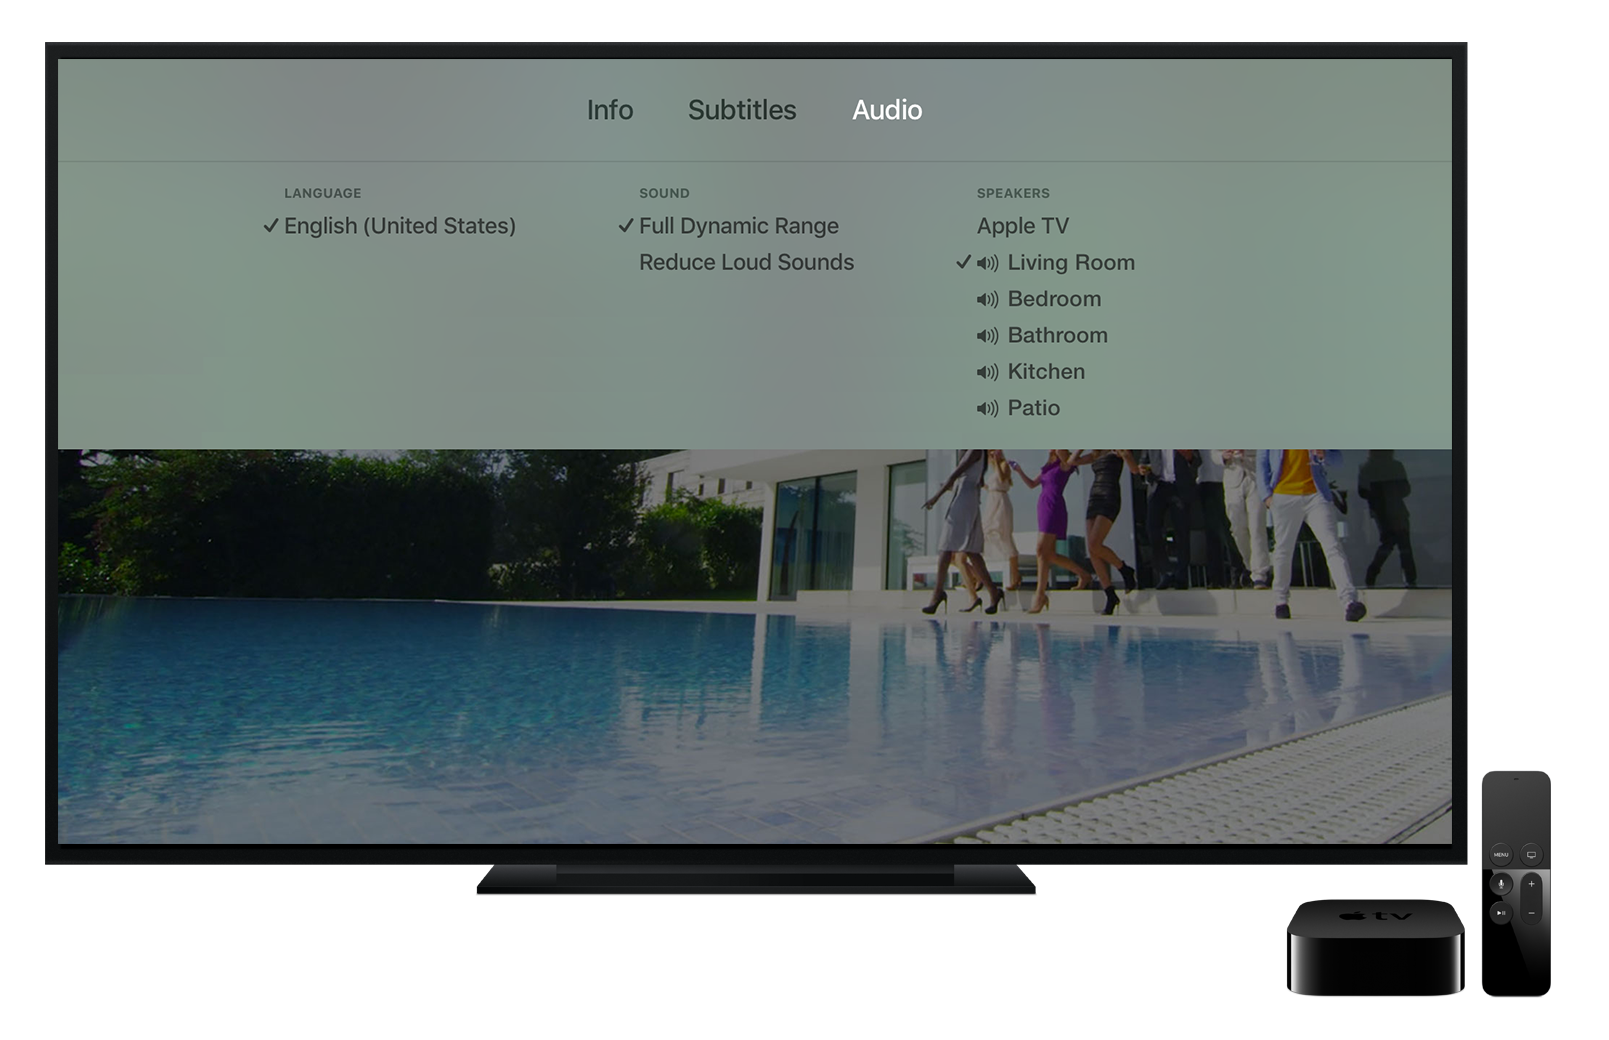 Info Subtitles Audio
LANGUAGE
✓ English (United States)
SOUND
✓ Full Dynamic Range
Reduce Loud Sounds
SPEAKERS
Apple TV
✓ Living Room
Bedroom
Bathroom
Kitchen
Patio
MENU
tv